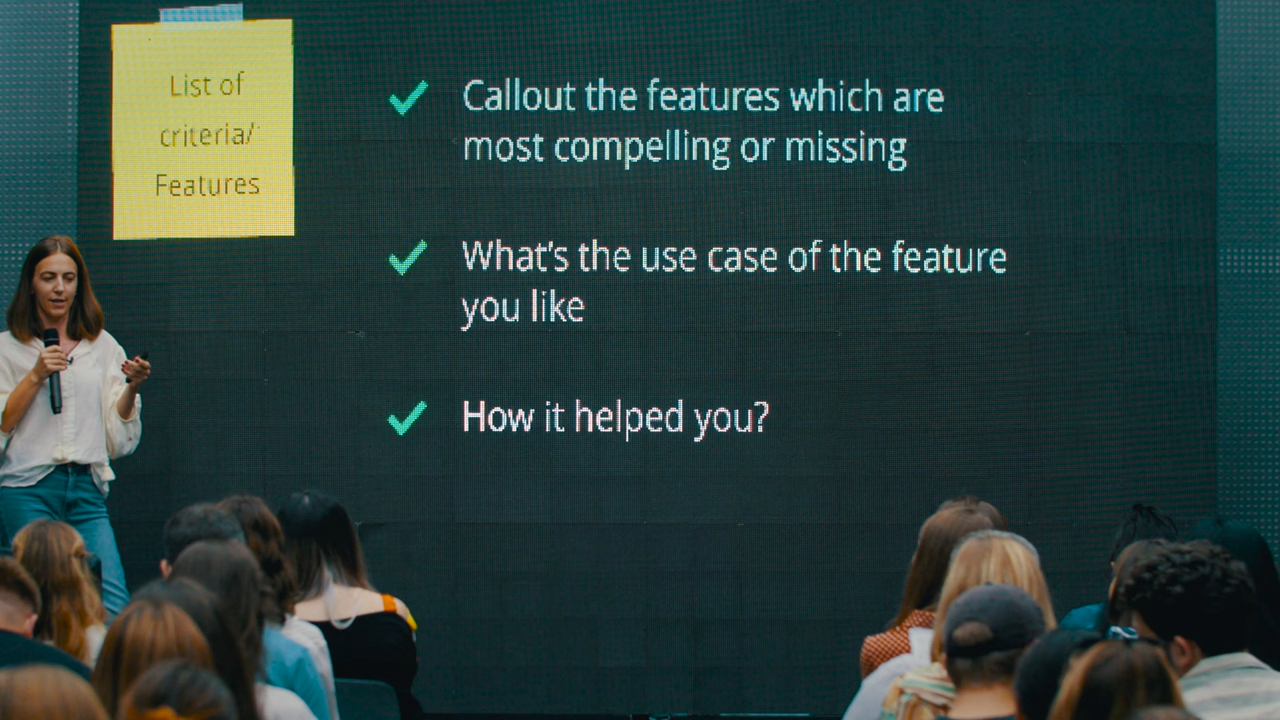 List of
criteria/
Features
Callout the features which are
most compelling or missing
What's the use case of the feature
you like
How it helped you?